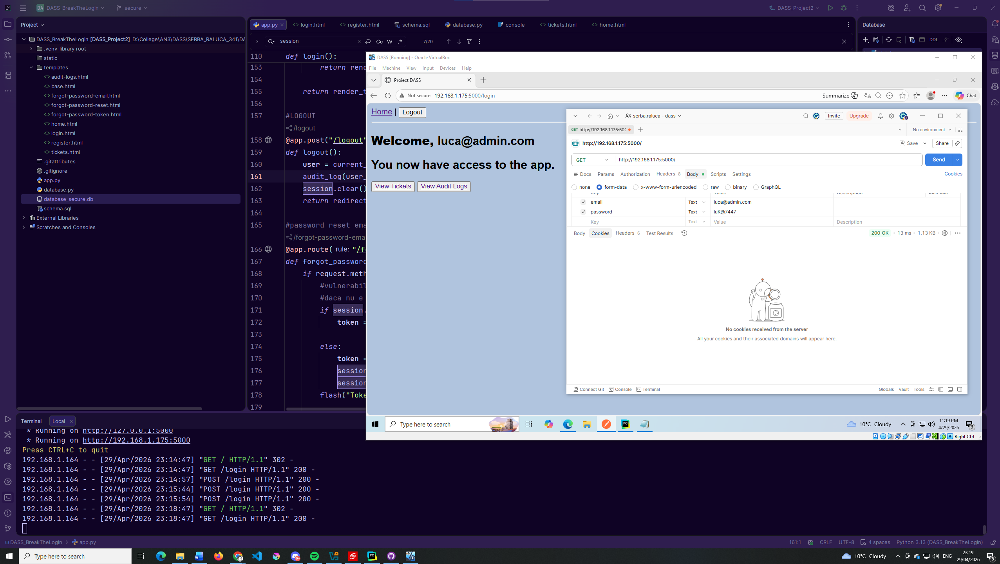 DA DASS_BreakTheLogin
secure
DASS_Project2
Project
app.py
login.html
register.html
schema.sql
database.py
console
tickets.html
home.html
Database
DASS_BreakTheLogin [DASS_Project2] D:\College\AN3\DASS\SERBA_RALUCA_341\DA
.venv library root
static
templates
audit-logs.html
base.html
forgot-password-email.html
forgot-password-reset.html
forgot-password-token.html
home.html
login.html
register.html
tickets.html
.gitattributes
.gitignore
app.py
database.py
database_secure.db
schema.sql
External Libraries
Scratches and Consoles
session
Cc W .*
7/20
DDL
110 def login():
153 return rend
154
155 return render_t
156
157 #LOGOUT
/logout
158 @app.post("/logout"
159 def logout():
160 user = current_
161 audit_log(user_
162 session.clear()
163 return redirect
164
165 #password reset ema
/forgot-password-ema
166 @app.route( rule: "/f
167 def forgot_password
168 if request.meth
169 #vulnerabil
170 #daca nu e
171 if session.
172 token =
173
174 else:
175 token =
176 session
177 session
178 flash("Toke
179
DASS [Running] - Oracle VirtualBox
File Machine View Input Devices Help
Proiect DASS
Not secure 192.168.1.175:5000/login
Summarize
Chat
Home | Logout
Welcome, luca@admin.com
You now have access to the app.
View Tickets View Audit Logs
serba.raluca - dass
Invite
Upgrade
GET http://192.168.1.175:500
No environment
HTTP http://192.168.1.175:5000/
Save
Share
GET http://192.168.1.175:5000/
Send
Docs Params Authorization Headers 8 Body Scripts Settings
Cookies
none form-data x-www-form-urlencoded raw binary GraphQL
Key Value Description Bulk Edit
email Text luca@admin.com
password Text luK@7447
Key Text Value Description
Body Cookies Headers 6 Test Results
200 OK 13 ms 1.13 KB
No cookies received from the server
All your cookies and their associated domains will appear here.
Connect Git Console Terminal
Globals Vault Tools
Type here to search
10°C Cloudy
11:19 PM
4/29/2026
3
Right Ctrl
Terminal Local
* Running on http://127.0.0.1:5000
* Running on http://192.168.1.175:5000
Press CTRL+C to quit
192.168.1.164 - - [29/Apr/2026 23:14:47] "GET / HTTP/1.1" 302 -
192.168.1.164 - - [29/Apr/2026 23:14:47] "GET /login HTTP/1.1" 200 -
192.168.1.164 - - [29/Apr/2026 23:14:57] "POST /login HTTP/1.1" 200 -
192.168.1.164 - - [29/Apr/2026 23:15:44] "POST /login HTTP/1.1" 200 -
192.168.1.164 - - [29/Apr/2026 23:15:54] "POST /login HTTP/1.1" 200 -
192.168.1.164 - - [29/Apr/2026 23:18:47] "GET / HTTP/1.1" 302 -
192.168.1.164 - - [29/Apr/2026 23:18:47] "GET /login HTTP/1.1" 200 -
DASS_BreakTheLogin > app.py
161:1 CRLF UTF-8 4 spaces Python 3.13 (DASS_BreakTheLogin)
Type here to search
10°C Cloudy
ENG
23:19
29/04/2026
5